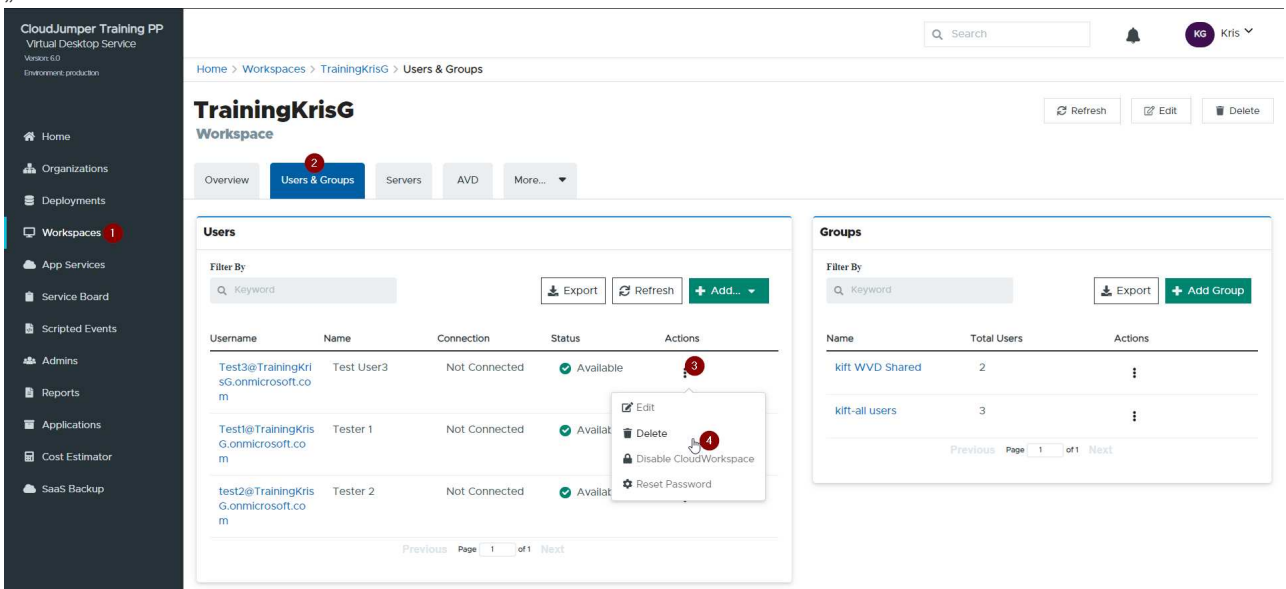 CloudJumper Training PP
Virtual Desktop Service
Version: 6.0
Environment: production
Search
KG Kris
Home > Workspaces > TrainingKrisG > Users & Groups
TrainingKrisG
Workspace
Refresh
Edit
Delete
Home
Organizations
Deployments
Workspaces 1
App Services
Service Board
Scripted Events
Admins
Reports
Applications
Cost Estimator
SaaS Backup
2
Overview
Users & Groups
Servers
AVD
More...
Users
Filter By
Keyword
Export
Refresh
Add...
Username Name Connection Status Actions
Test3@TrainingKri Test User3 Not Connected Available 3
sG.onmicrosoft.co
m
Test1@TrainingKris Tester 1 Not Connected Availab
G.onmicrosoft.co
m
test2@TrainingKris Tester 2 Not Connected Availab
G.onmicrosoft.co
m
Edit
Delete
4
Disable CloudWorkspace
Reset Password
Previous Page 1 of 1 Next
Groups
Filter By
Keyword
Export
Add Group
Name Total Users Actions
kift WVD Shared 2
kift-all users 3
Previous Page 1 of 1 Next